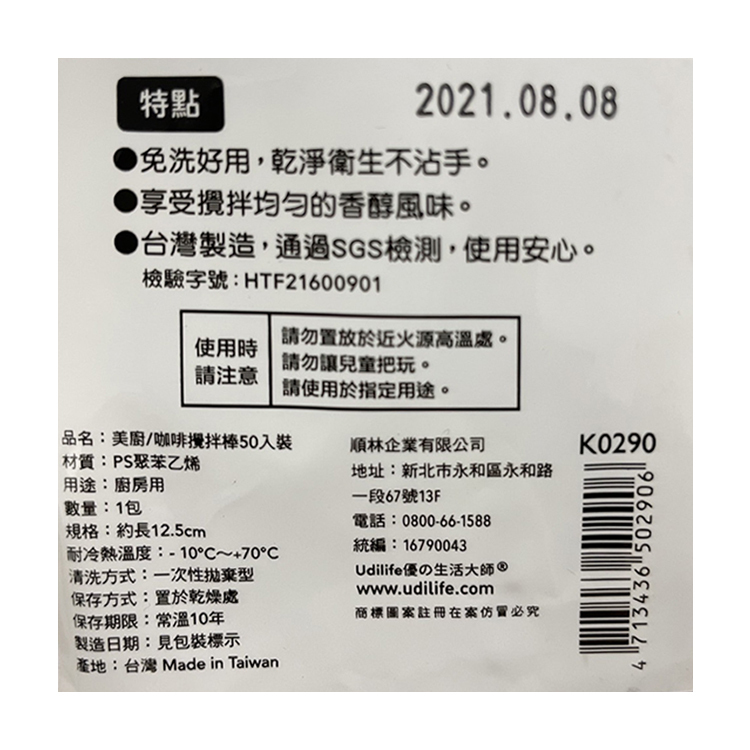 特點
2021.08.08
●免洗好用，乾淨衛生不沾手。
●享受攪拌均勻的香醇風味。
●台灣製造，通過SGS檢測，使用安心。
檢驗字號：HTF21600901
使用時
請注意
請勿置放於近火源高溫處。
請勿讓兒童把玩。
請使用於指定用途。
品名：美廚/咖啡攪拌棒50入裝
材質：PS聚苯乙烯
用途：廚房用
數量：1包
規格：約長12.5cm
耐冷熱溫度：-10°C～+70°C
清洗方式：一次性拋棄型
保存方式：置於乾燥處
保存期限：常溫10年
製造日期：見包裝標示
產地：台灣 Made in Taiwan
順林企業有限公司
地址：新北市永和區永和路
一段67號13F
電話：0800-66-1588
統編：16790043
Udilife優の生活大師®
www.udilife.com
商標圖案註冊在案仿冒必究
K0290
4 713436 502906